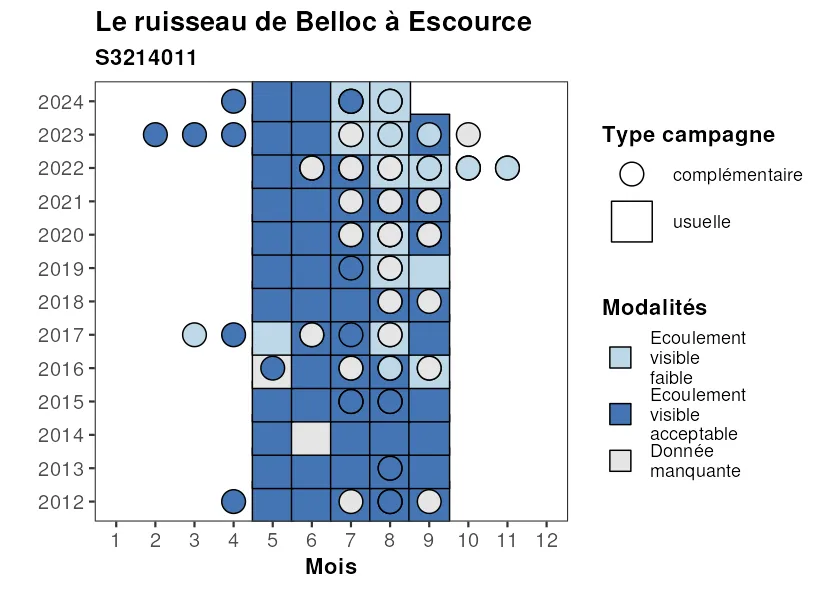 Le ruisseau de Belloc à Escource
S3214011
2024
2023
2022
2021
2020
2019
2018
2017
2016
2015
2014
2013
2012
1 2 3 4 5 6 7 8 9 10 11 12
Mois
Type campagne
complémentaire
usuelle
Modalités
Ecoulement
visible
faible
Ecoulement
visible
acceptable
Donnée
manquante